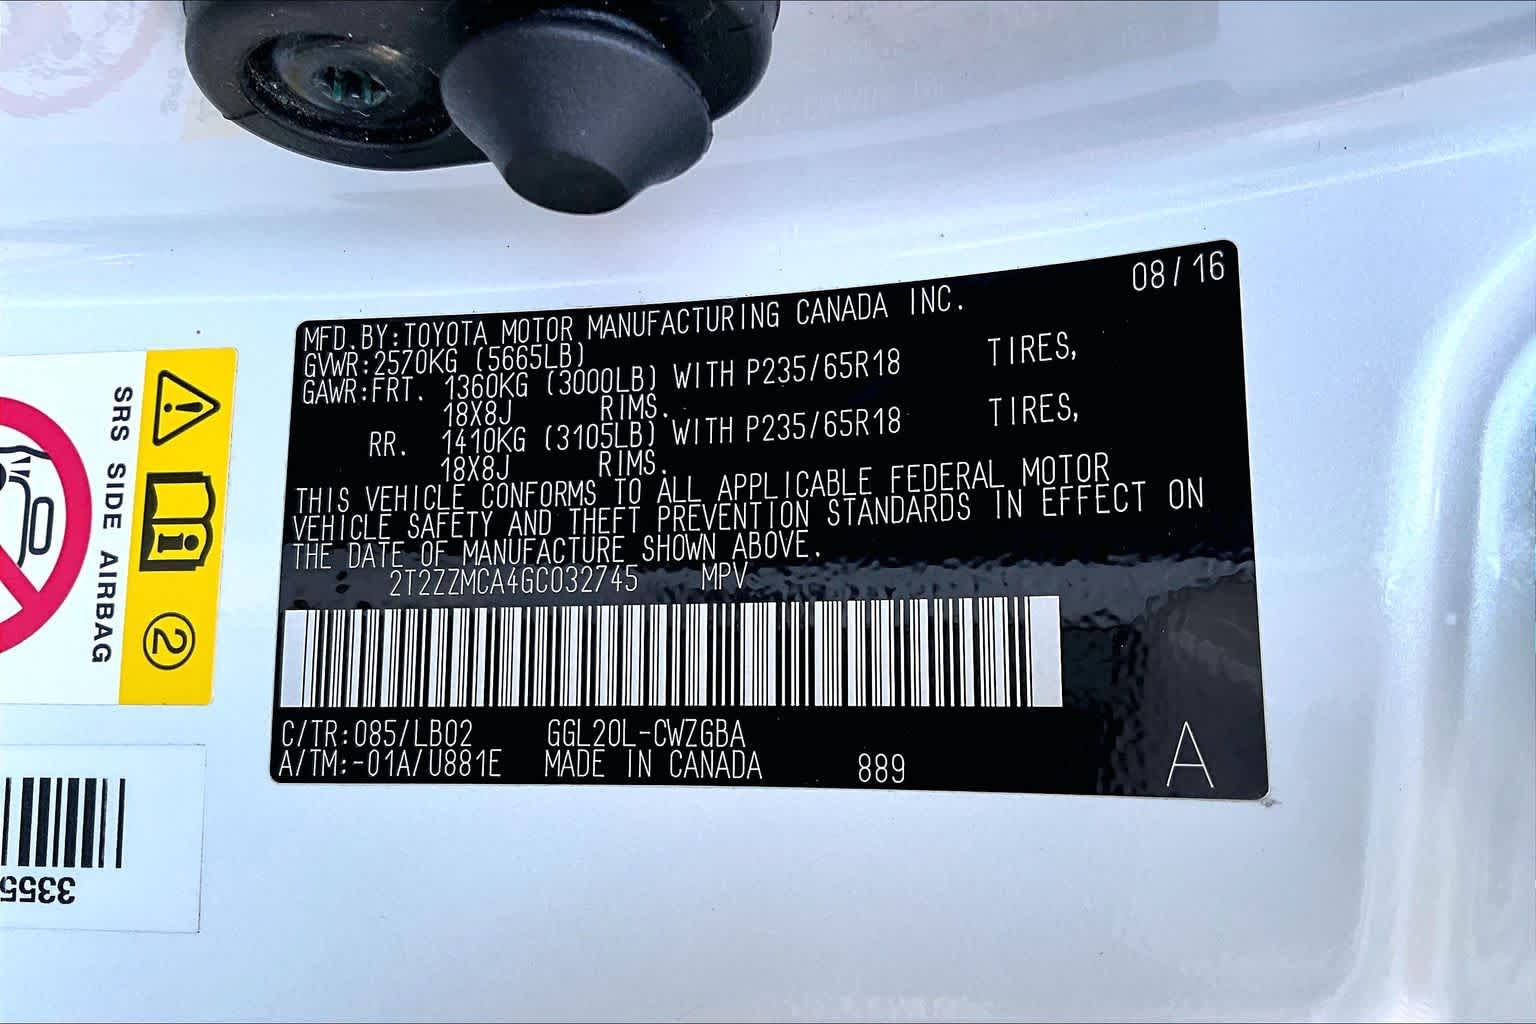 08/16
MFD.BY:TOYOTA MOTOR MANUFACTURING CANADA INC.
GVWR:2570KG (5665LB)
GAWR:FRT. 1360KG (3000LB) WITH P235/65R18 TIRES,
18X8J RIMS.
RR. 1410KG (3105LB) WITH P235/65R18 TIRES,
18X8J RIMS.
THIS VEHICLE CONFORMS TO ALL APPLICABLE FEDERAL MOTOR
VEHICLE SAFETY AND THEFT PREVENTION STANDARDS IN EFFECT ON
THE DATE OF MANUFACTURE SHOWN ABOVE.
2T2ZZMCA4GC032745 MPV
C/TR:085/LB02 GGL20L-CWZGBA
A/TM:-01A/U881E MADE IN CANADA 889
A
SRS SIDE AIRBAG
2